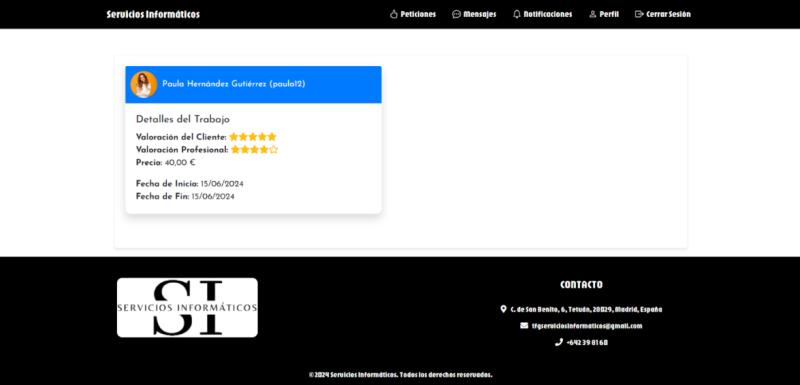 Servicios Informáticos
Peticiones
Mensajes
Notificaciones
Perfil
Cerrar Sesión
Paula Hernández Gutiérrez (paula12)
Detalles del Trabajo
Valoración del Cliente:
Valoración Profesional:
Precio: 40,00 €
Fecha de Inicia: 15/06/2024
Fecha de Fin: 15/06/2024
SI
SERVICIOS INFORMÁTICOS
CONTACTO
C. de San Benito, 6, Tetuán, 28029, Madrid, España
tfgserviciosinformaticos@gmail.com
+642 39 81 60
©2024 Servicios Informáticos. Todos los derechos reservados.